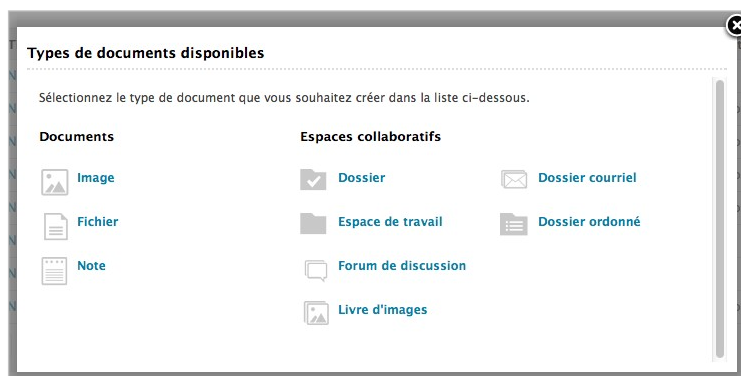 Types de documents disponibles
Sélectionnez le type de document que vous souhaitez créer dans la liste ci-dessous.
Documents
Image
Fichier
Note
Espaces collaboratifs
Dossier
Espace de travail
Forum de discussion
Livre d'images
Dossier courriel
Dossier ordonné